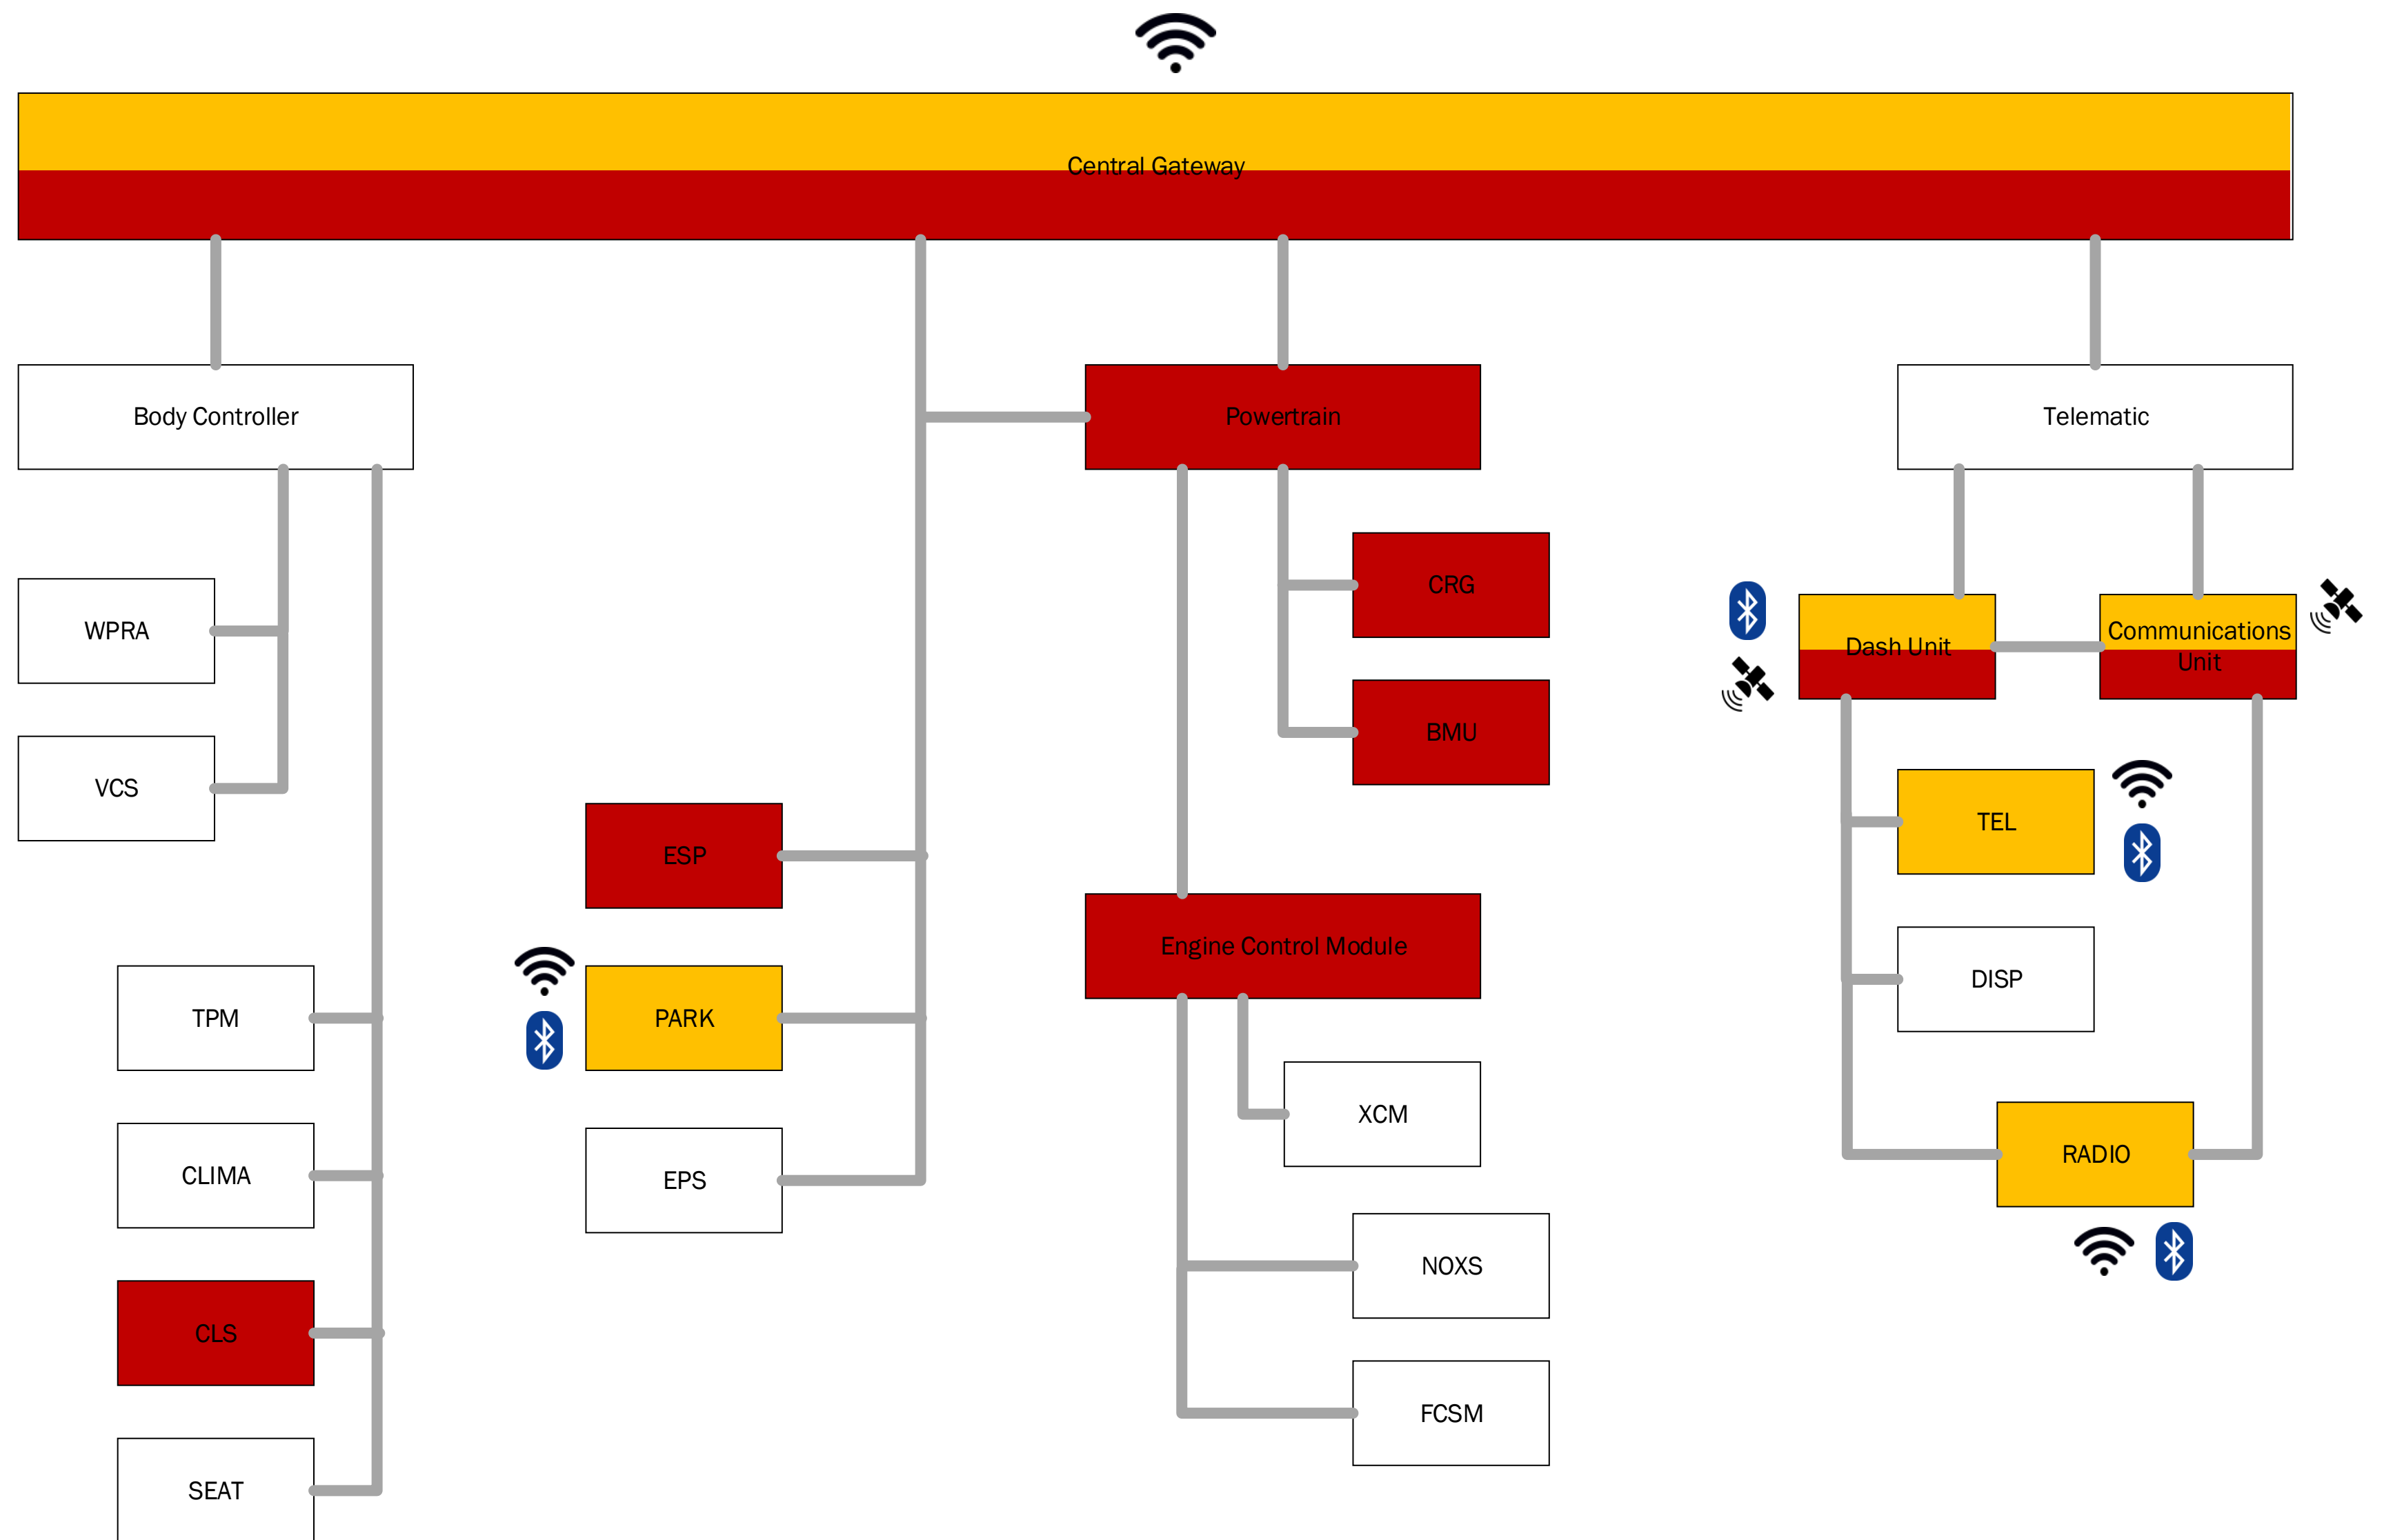 Central Gateway
Body Controller
Powertrain
Telematic
WPRA
VCS
TPM
CLIMA
CLS
SEAT
ESP
PARK
EPS
CRG
BMU
Engine Control Module
XCM
NOXS
FCSM
Dash Unit
Communications
Unit
TEL
DISP
RADIO